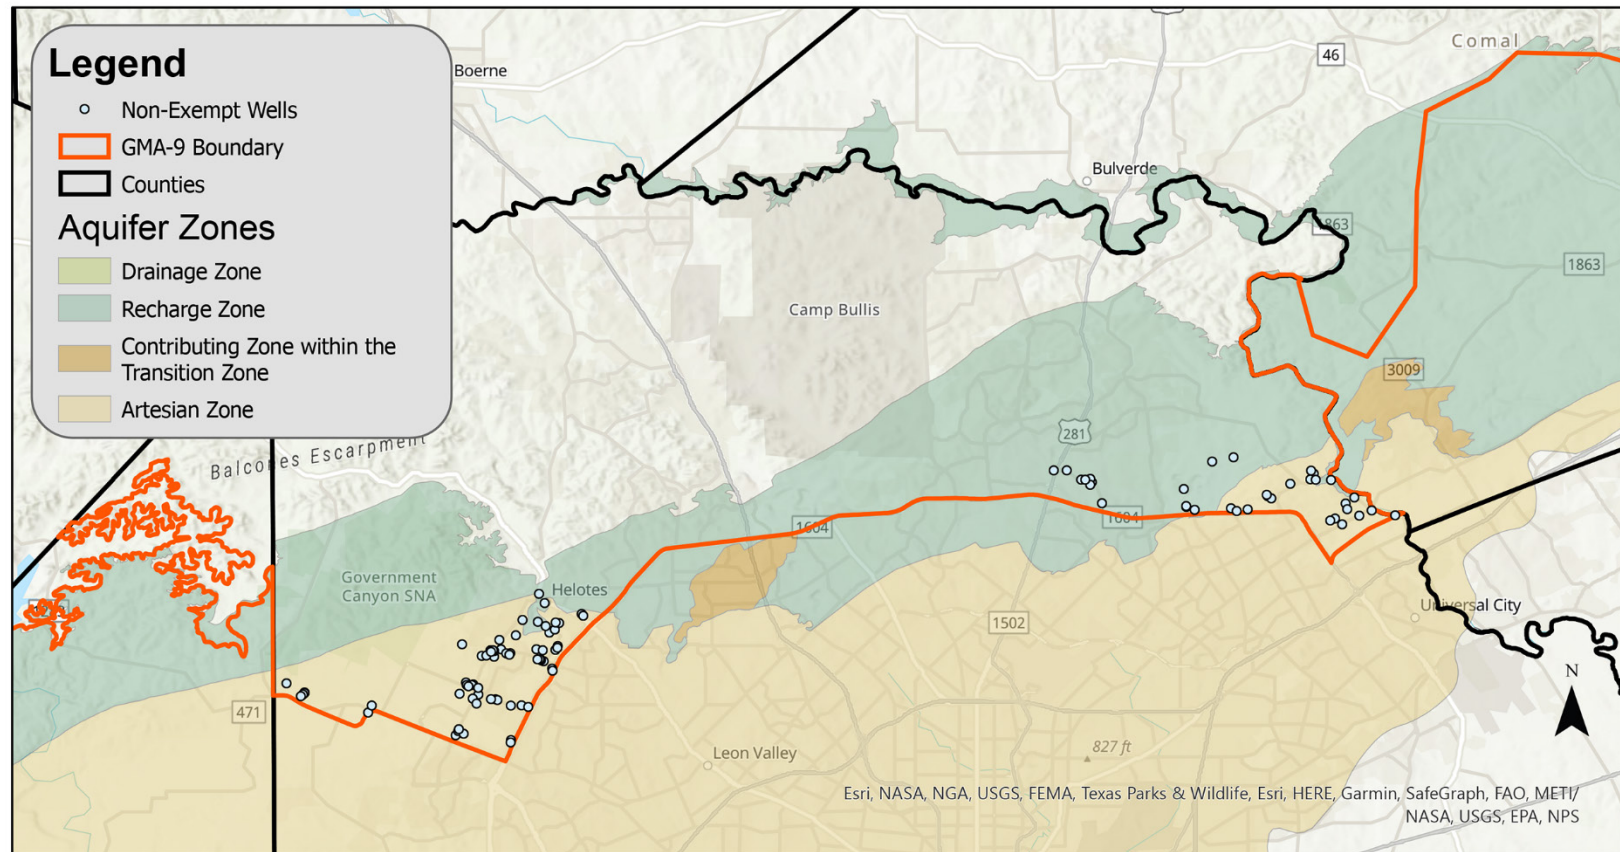 Legend
Non-Exempt Wells
GMA-9 Boundary
Counties
Aquifer Zones
Drainage Zone
Recharge Zone
Contributing Zone within the
Transition Zone
Artesian Zone
Boerne
46
Comal
Bulverde
1863
1863
Camp Bullis
3009
281
Balcones Escarpment
1604
1604
Government
Canyon SNA
Helotes
1502
Universal City
471
Leon Valley
827 ft
N
Esri, NASA, NGA, USGS, FEMA, Texas Parks & Wildlife, Esri, HERE, Garmin, SafeGraph, FAO, METI/
NASA, USGS, EPA, NPS